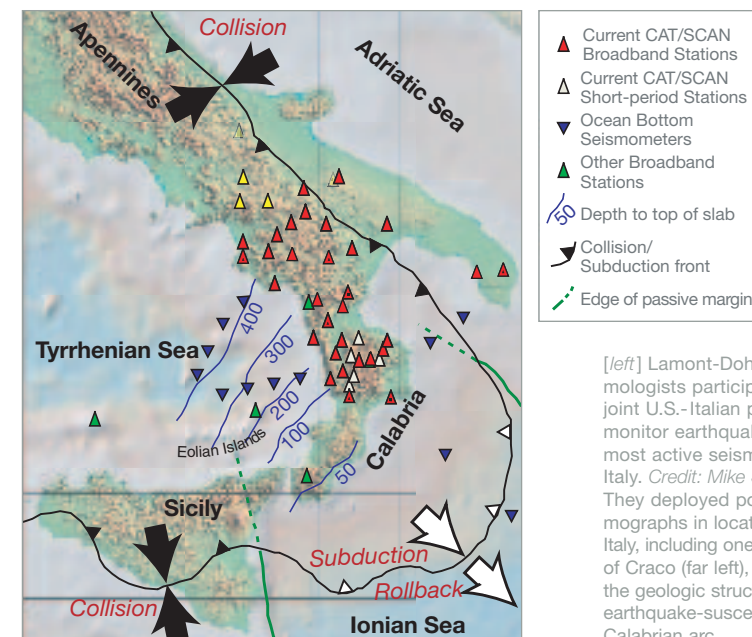 Collision
Apennines
Adriatic Sea
400
300
Tyrrhenian Sea
200
100
Eolian Islands
50
Calabria
Sicily
Subduction
Rollback
Collision
Ionian Sea
Current CAT/SCAN
Broadband Stations
Current CAT/SCAN
Short-period Stations
Ocean Bottom
Seismometers
Other Broadband
Stations
50 Depth to top of slab
Collision/
Subduction front
Edge of passive margin
[left] Lamont-Doh
mologists particip
joint U.S.-Italian p
monitor earthqual
most active seism
Italy. Credit: Mike
They deployed po
mographs in locat
Italy, including one
of Craco (far left),
the geologic struc
earthquake-susce
Calabrian arc